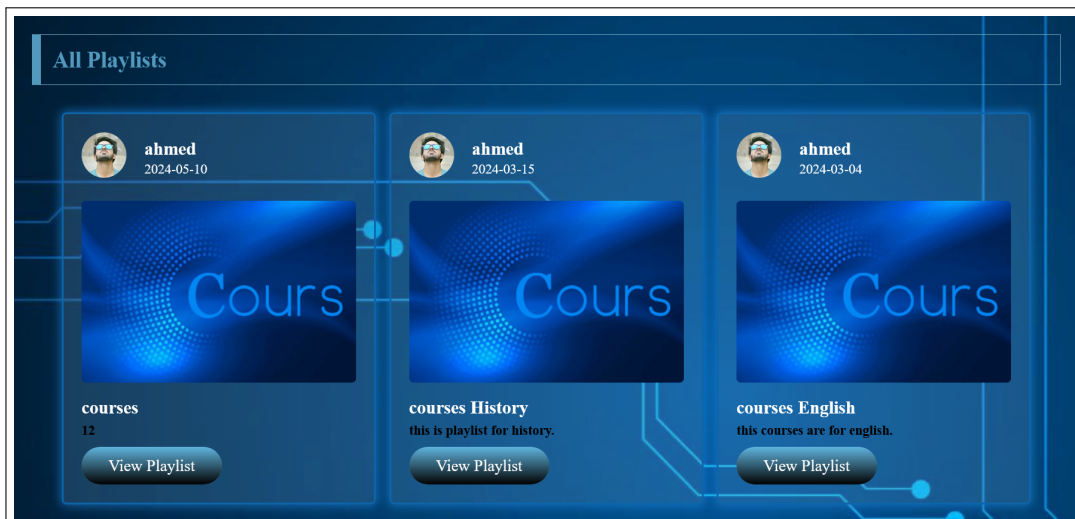 All Playlists
ahmed
2024-05-10
Cours
courses
12
View Playlist
ahmed
2024-03-15
Cours
courses History
this is playlist for history.
View Playlist
ahmed
2024-03-04
Cours
courses English
this courses are for english.
View Playlist